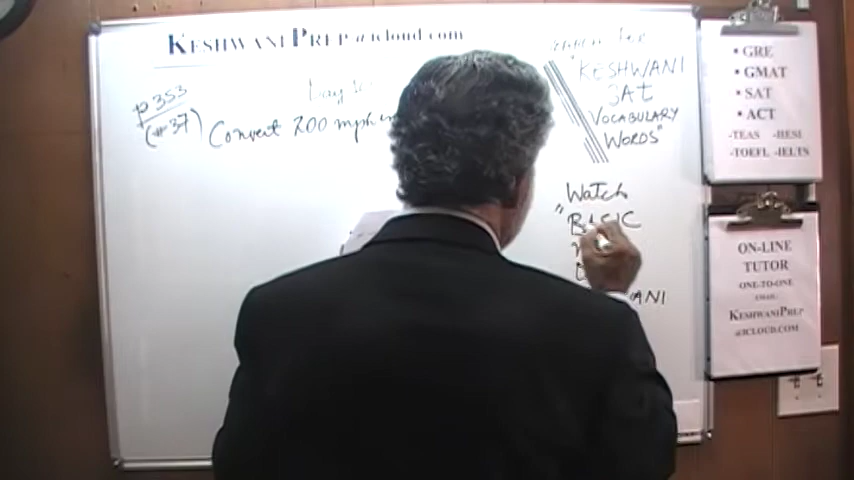 KESHWANIPREP@icloud.com
p353
(#37) Convert 200 mph
"KESHWANI
SAT
VOCABULARY
WORDS"
Watch
"BASIC
ANI
• GRE
• GMAT
• SAT
• ACT
-TEAS -HESI
-TOEFL -IELTS
ON-LINE
TUTOR
ONE-TO-ONE
EMAIL:
KESHWANIPREP
@ICLOUD.COM